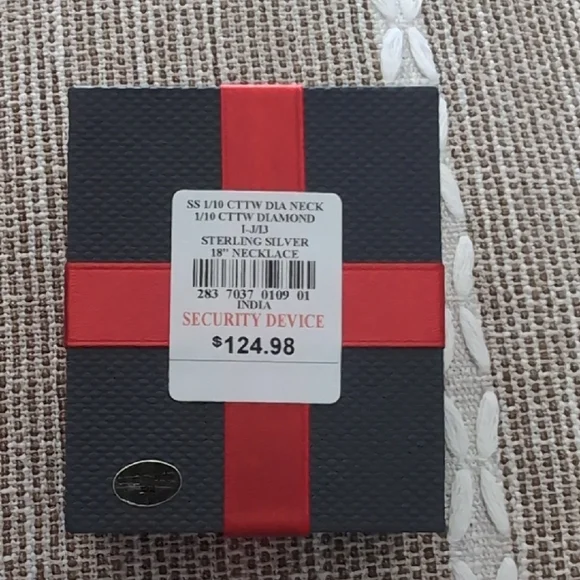 SS 1/10 CTTW DIA NECK
1/10 CTTW DIAMOND
I-J/I3
STERLING SILVER
18" NECKLACE
283 7037 0109 01
INDIA
SECURITY DEVICE
$124.98